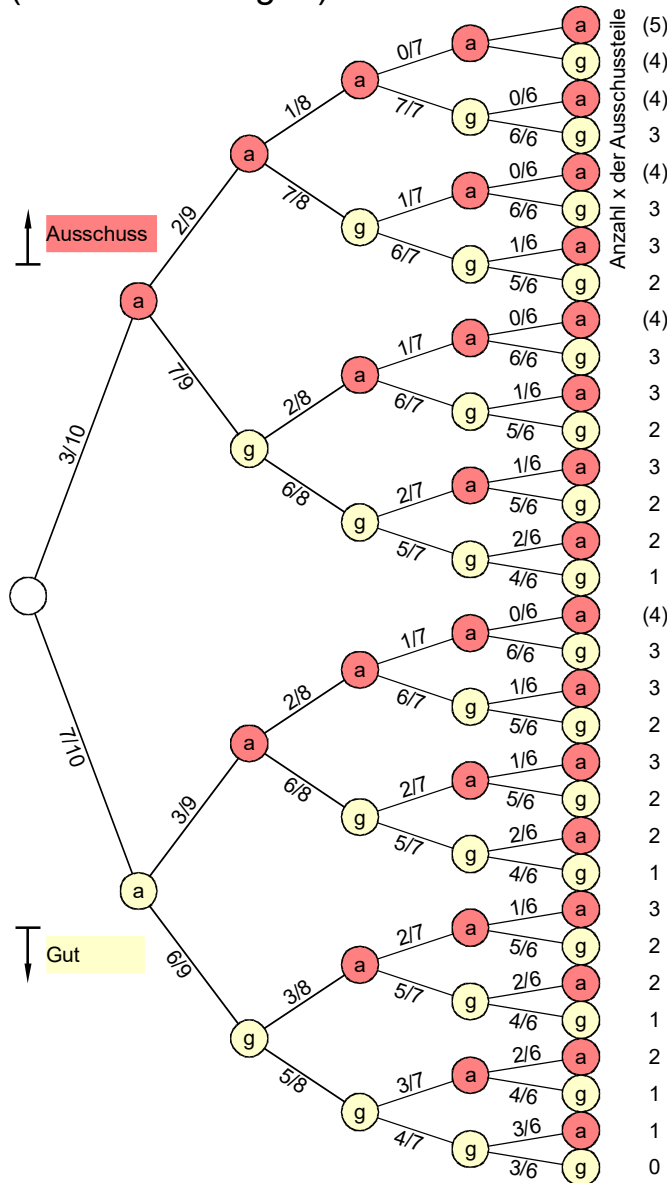 Anzahl x der Ausschussteile
a (5)
0/7 a
g (4)
a
1/8 7/7 0/6 a (4)
g
6/6 g 3
a
0/6 a (4)
2/9 7/8 1/7 a
6/6 g 3
g
Ausschuss
6/7 1/6 a 3
g
5/6 g 2
a
0/6 a (4)
1/7 a
6/6 g 3
7/9 2/8 a
6/7 1/6 a 3
g
5/6 g 2
3/10
g
1/6 a 3
6/8 2/7 a
5/6 g 2
g
5/7 2/6 a 2
g
4/6 g 1
0/6 a (4)
1/7 a
6/6 g 3
a
2/8 6/7 1/6 a 3
g
5/6 g 2
7/10
a
1/6 a 3
3/9 6/8 2/7 a
5/6 g 2
g
5/7 2/6 a 2
g
4/6 g 1
a
1/6 a 3
2/7 a
5/6 g 2
Gut
6/9 a
3/8 5/7 2/6 a 2
g
4/6 g 1
g
2/6 a 2
5/8 3/7 a
4/6 g 1
g
4/7 3/6 a 1
g
3/6 g 0